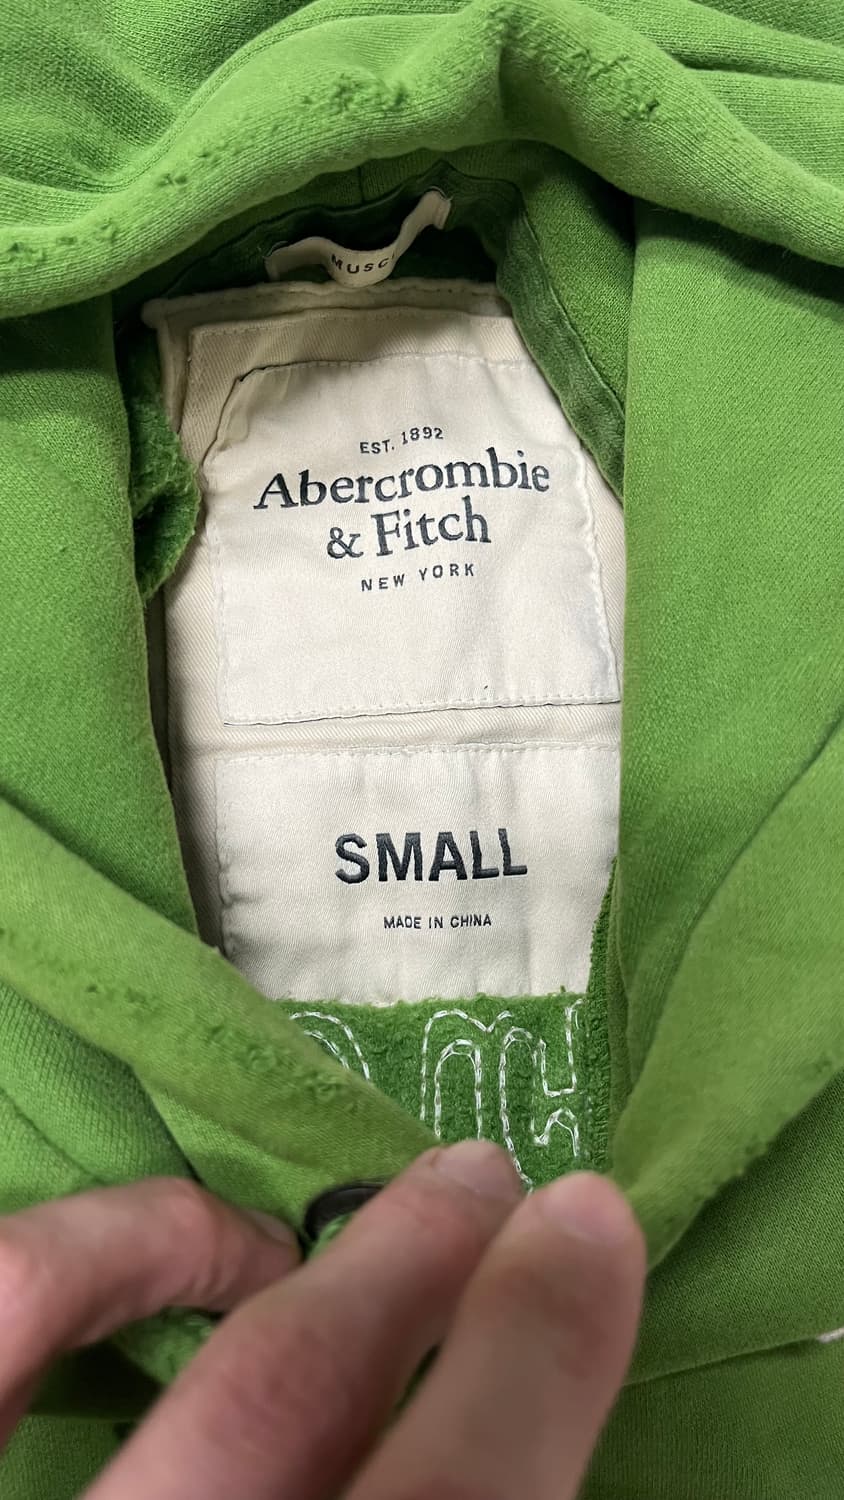 EST. 1892
Abercrombie
& Fitch
NEW YORK
SMALL
MADE IN CHINA